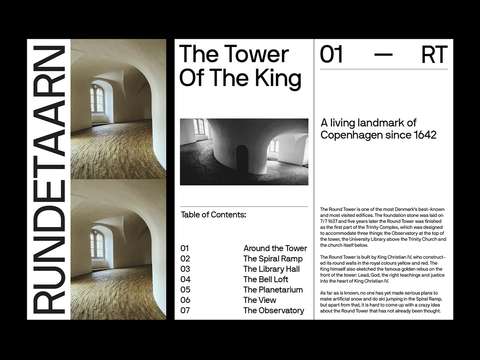 RUNDETAARN
The Tower
Of The King
Table of Contents:
01 Around the Tower
02 The Spiral Ramp
03 The Library Hall
04 The Bell Loft
05 The Planetarium
06 The View
07 The Observatory
01 — RT
A living landmark of
Copenhagen since 1642
The Round Tower is one of the most Denmark's best-known
and most visited edifices. The foundation stone was laid on
7/7 1637 and five years later the Round Tower was finished
as the first part of the Trinity Complex, which was designed
to accommodate three things: the Observatory at the top of
the tower, the University Library above the Trinity Church and
the church itself below.
The Round Tower is built by King Christian IV, who construct-
ed its round walls in the royal colours yellow and red. The
King himself also sketched the famous golden rebus on the
front of the tower: Lead, God, the right teachings and justice
into the heart of King Christian IV.
As far as is known, no one has yet made serious plans to
make artificial snow and do ski jumping in the Spiral Ramp,
but apart from that, it is hard to come up with a crazy idea
about the Round Tower that has not already been thought.